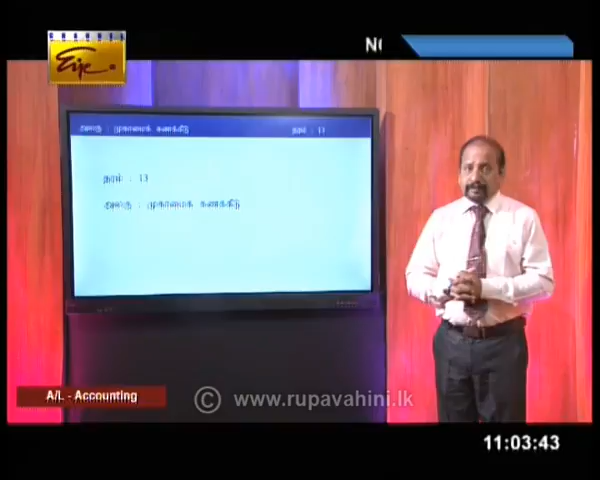 அலகு : முகாமைக் கணக்கீடு தரம் : 13
தரம் : 13
அலகு : முகாமைக் கணக்கீடு
A/L - Accounting
© www.rupavahini.lk
11:03:43